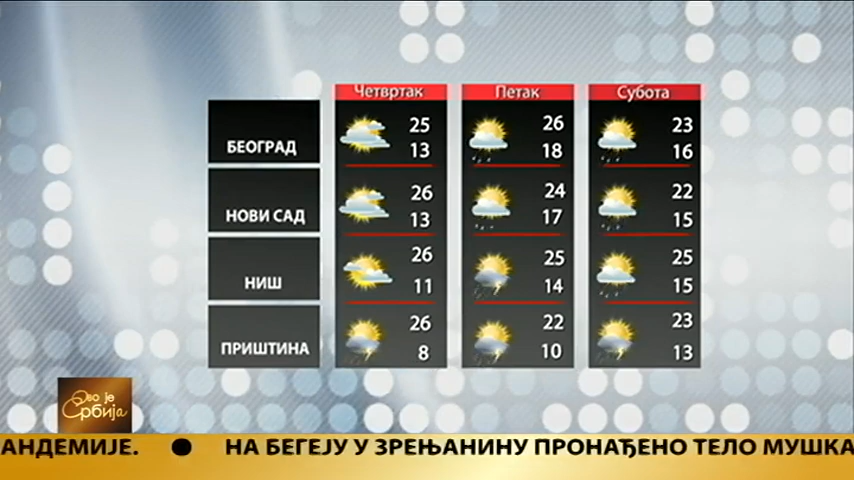 Четвртак Петак Субота
БЕОГРАД 25 26 23
13 18 16
НОВИ САД 26 24 22
13 17 15
НИШ 26 25 25
11 14 15
ПРИШТИНА 26 22 23
8 10 13
Ово је
Србија
АНДЕМИЈЕ. ● НА БЕГЕЈУ У ЗРЕЊАНИНУ ПРОНАЂЕНО ТЕЛО МУШКА